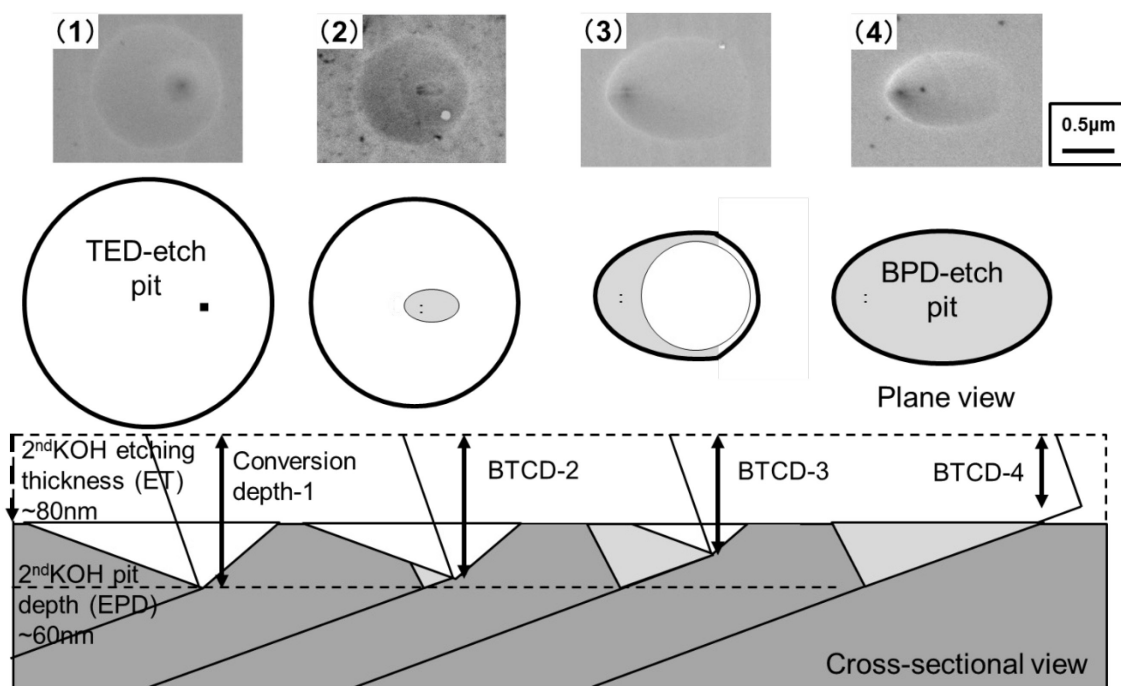 (1)
(2)
(3)
(4)
0.5μm
TED-etch
pit
BPD-etch
pit
Plane view
2ndKOH etching
thickness (ET)
~80nm
Conversion
depth-1
BTCD-2
BTCD-3
BTCD-4
2ndKOH pit
depth (EPD)
~60nm
Cross-sectional view